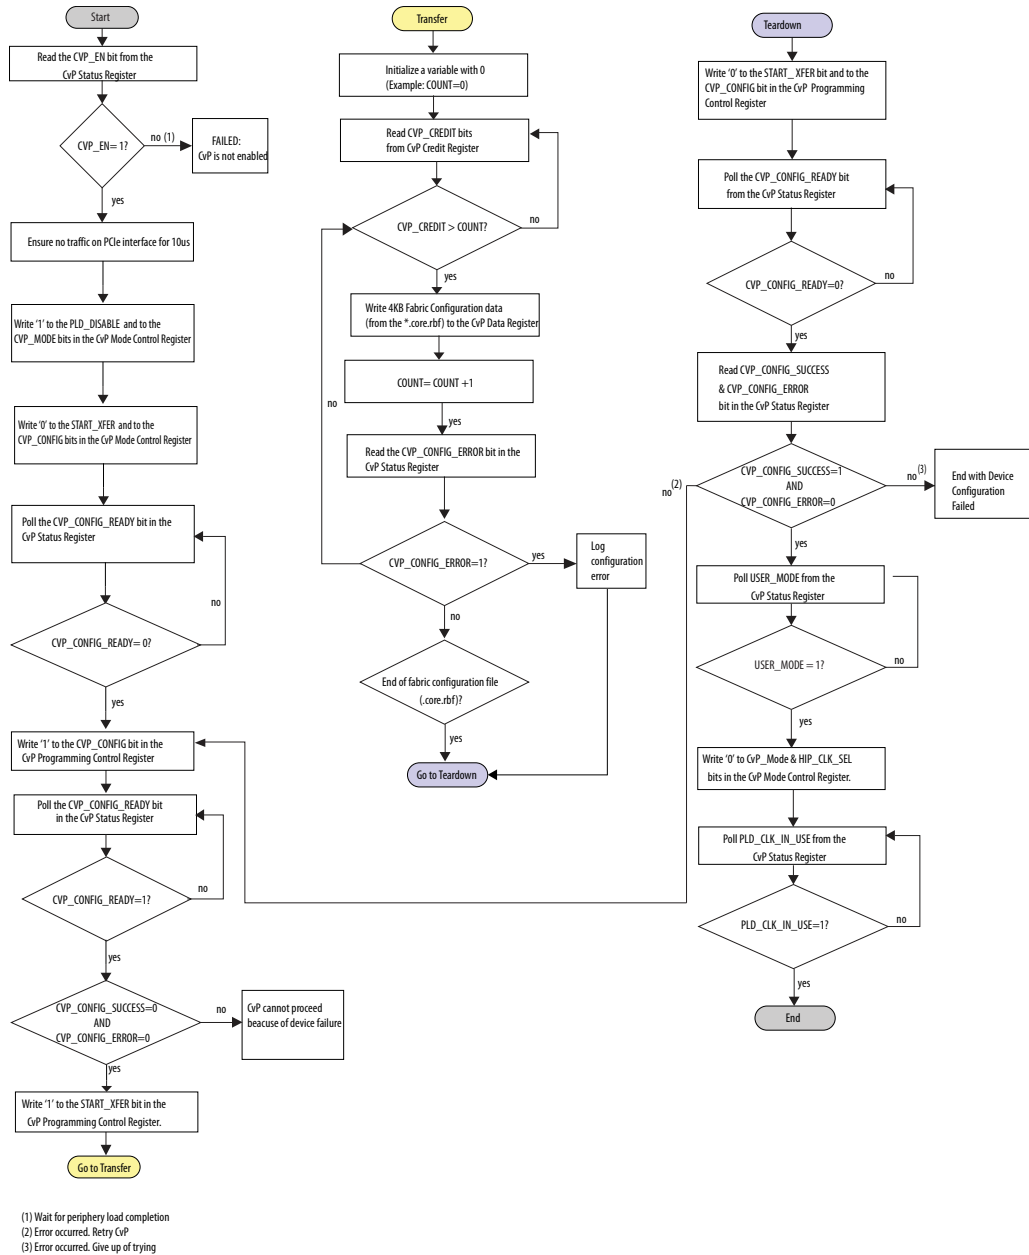 Start
Read the CVP_EN bit from the
CvP Status Register
CVP_EN= 1?
no (1)
FAILED:
CvP is not enabled
yes
Ensure no traffic on PCIe interface for 10us
Write '1' to the PLD_DISABLE and to the
CVP_MODE bits in the CvP Mode Control Register
Write '0' to the START_XFER and to the
CVP_CONFIG bits in the CvP Mode Control Register
Poll the CVP_CONFIG_READY bit in the
CvP Status Register
no
CVP_CONFIG_READY= 0?
yes
Write '1' to the CVP_CONFIG bit in the
CvP Programming Control Register
Poll the CVP_CONFIG_READY bit
in the CvP Status Register
CVP_CONFIG_READY=1?
no
yes
CVP_CONFIG_SUCCESS=0
AND
CVP_CONFIG_ERROR=0
no
CvP cannot proceed
beacuse of device failure
yes
Write '1' to the START_XFER bit in the
CvP Programming Control Register.
Go to Transfer
Transfer
Initialize a variable with 0
(Example: COUNT=0)
Read CVP_CREDIT bits
from CvP Credit Register
CVP_CREDIT > COUNT?
no
yes
Write 4KB Fabric Configuration data
(from the *.core.rbf) to the CvP Data Register
COUNT= COUNT +1
no
yes
Read the CVP_CONFIG_ERROR bit in the
CvP Status Register
CVP_CONFIG_ERROR=1?
yes
Log
configuration
error
no
End of fabric configuration file
(.core.rbf)?
yes
Go to Teardown
Teardown
Write '0' to the START_ XFER bit and to the
CVP_CONFIG bit in the CvP Programming
Control Register
Poll the CVP_CONFIG_READY bit
from the CvP Status Register
CVP_CONFIG_READY=0?
no
yes
Read CVP_CONFIG_SUCCESS
& CVP_CONFIG_ERROR
bit in the CvP Status Register
CVP_CONFIG_SUCCESS=1
AND
CVP_CONFIG_ERROR=0
no(2)
no(3)
End with Device
Configuration
Failed
yes
Poll USER_MODE from the
CvP Status Register
USER_MODE = 1?
no
yes
Write '0' to CvP_Mode & HIP_CLK_SEL
bits in the CvP Mode Control Register.
Poll PLD_CLK_IN_USE from the
CvP Status Register
PLD_CLK_IN_USE=1?
no
yes
End
(1) Wait for periphery load completion
(2) Error occurred. Retry CvP
(3) Error occurred. Give up of trying